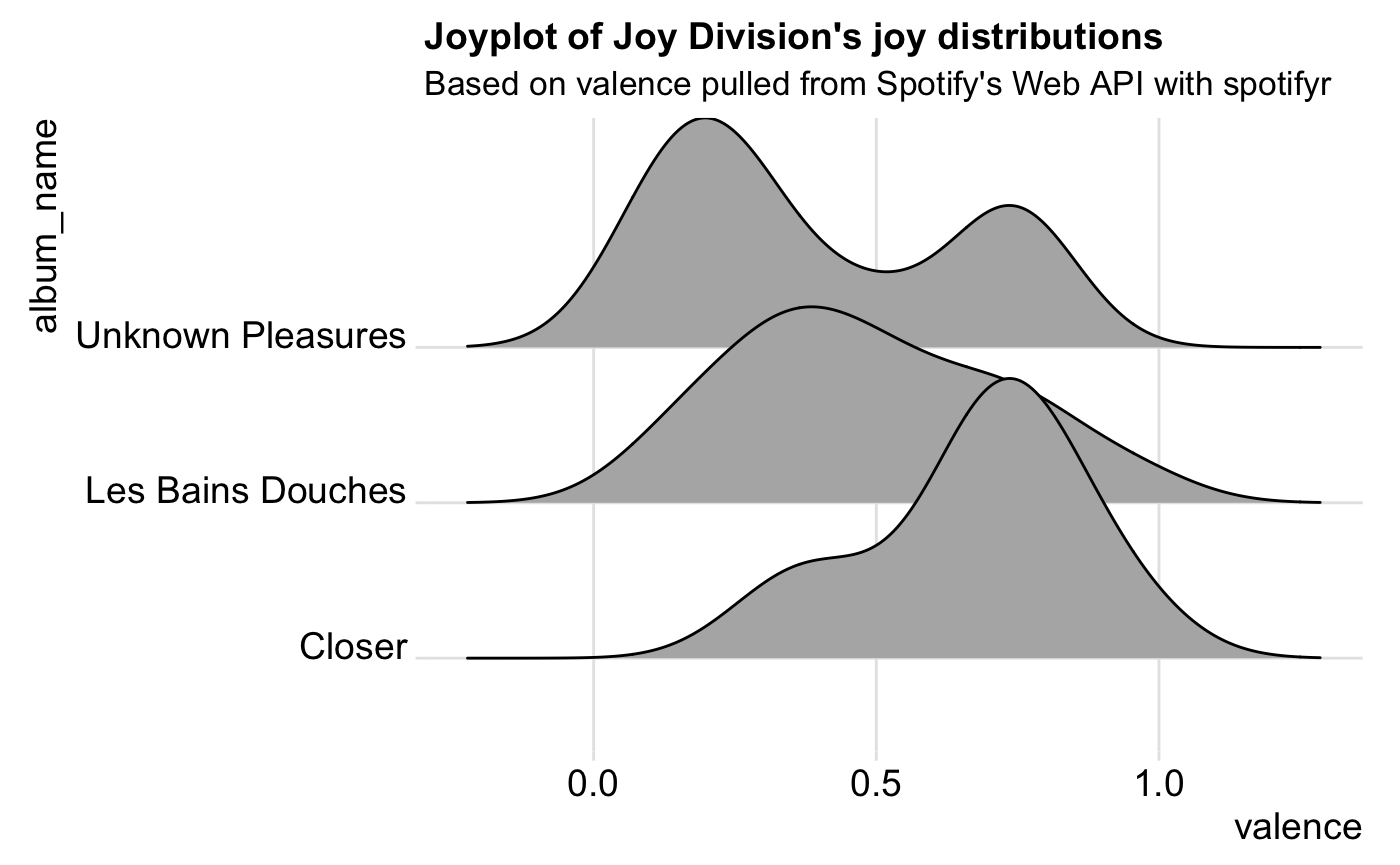 Joyplot of Joy Division's joy distributions
Based on valence pulled from Spotify's Web API with spotifyr
album_name
Unknown Pleasures
Les Bains Douches
Closer
0.0 0.5 1.0
valence